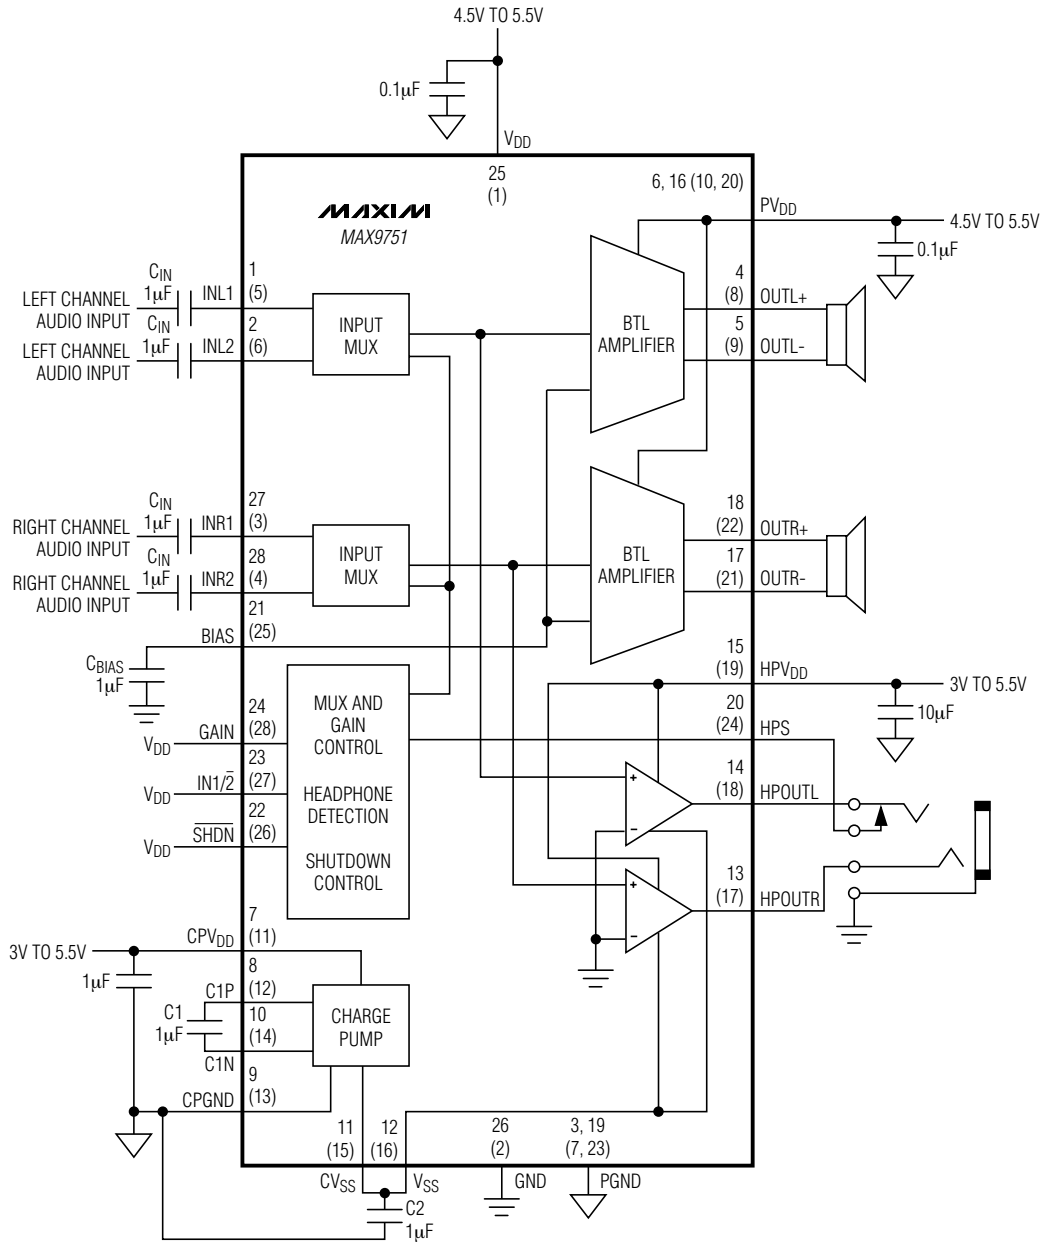 4.5V TO 5.5V
0.1µF
VDD
25
(1)
6, 16 (10, 20)
PVDD
4.5V TO 5.5V
0.1µF
MAXIM
MAX9751
LEFT CHANNEL
AUDIO INPUT
CIN
1µF
INL1
1
(5)
LEFT CHANNEL
AUDIO INPUT
CIN
1µF
INL2
2
(6)
INPUT
MUX
BTL
AMPLIFIER
4
(8)
OUTL+
5
(9)
OUTL-
RIGHT CHANNEL
AUDIO INPUT
CIN
1µF
INR1
27
(3)
RIGHT CHANNEL
AUDIO INPUT
CIN
1µF
INR2
28
(4)
INPUT
MUX
BTL
AMPLIFIER
18
(22)
OUTR+
17
(21)
OUTR-
21
(25)
BIAS
CBIAS
1µF
15
(19)
HPVDD
3V TO 5.5V
10µF
20
(24)
HPS
VDD
GAIN
24
(28)
VDD
IN1/2̅
23
(27)
VDD
S̅H̅D̅N̅
22
(26)
MUX AND
GAIN
CONTROL
HEADPHONE
DETECTION
SHUTDOWN
CONTROL
+
−
14
(18)
HPOUTL
+
−
13
(17)
HPOUTR
3V TO 5.5V
CPVDD
7
(11)
1µF
C1P
8
(12)
C1
1µF
10
(14)
C1N
CHARGE
PUMP
CPGND
9
(13)
11
(15)
12
(16)
26
(2)
3, 19
(7, 23)
CVSS
VSS
GND
PGND
C2
1µF